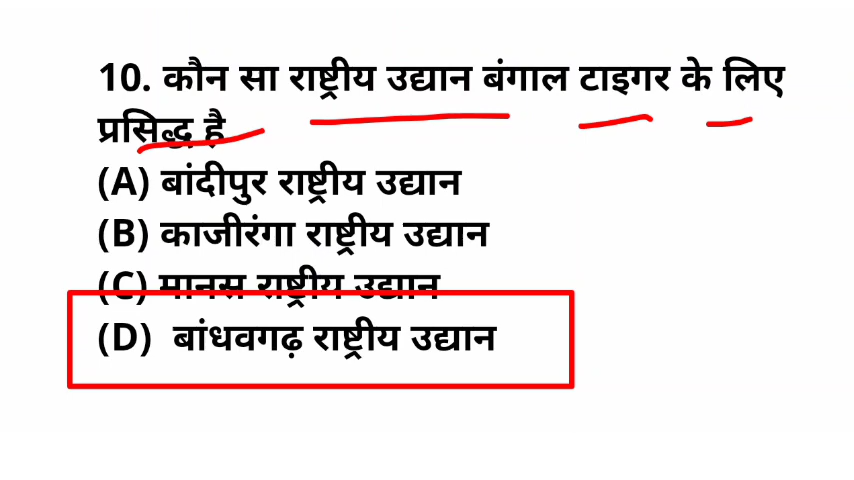 10. कौन सा राष्ट्रीय उद्यान बंगाल टाइगर के लिए
प्रसिद्ध है
(A) बांदीपुर राष्ट्रीय उद्यान
(B) काजीरंगा राष्ट्रीय उद्यान
(C) मानस राष्ट्रीय उद्यान
(D) बांधवगढ़ राष्ट्रीय उद्यान